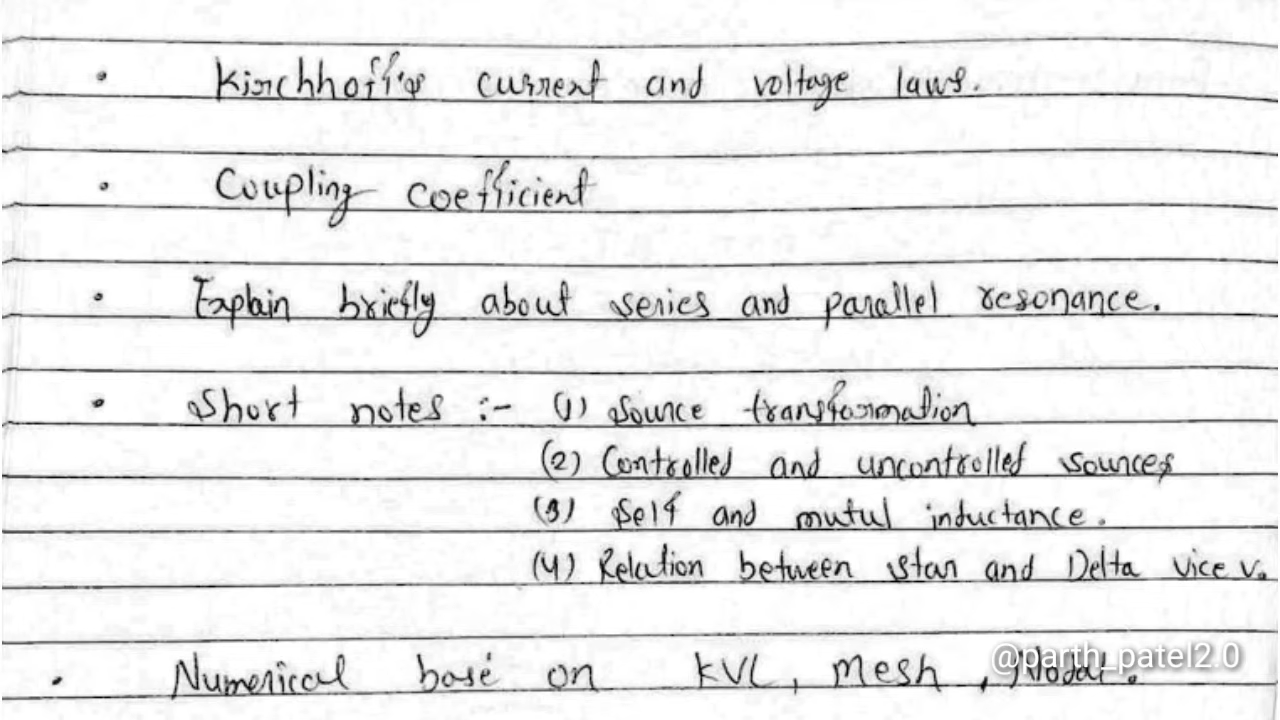 • Kirchhoff's current and voltage laws.
• Coupling coefficient
• Explain briefly about series and parallel resonance.
• Short notes :- (1) Source transformation
(2) Controlled and uncontrolled sources
(3) Self and mutul inductance.
(4) Relation between star and Delta vice v.
• Numerical base on KVL, Mesh, Nodal.
@parth_patel2.0